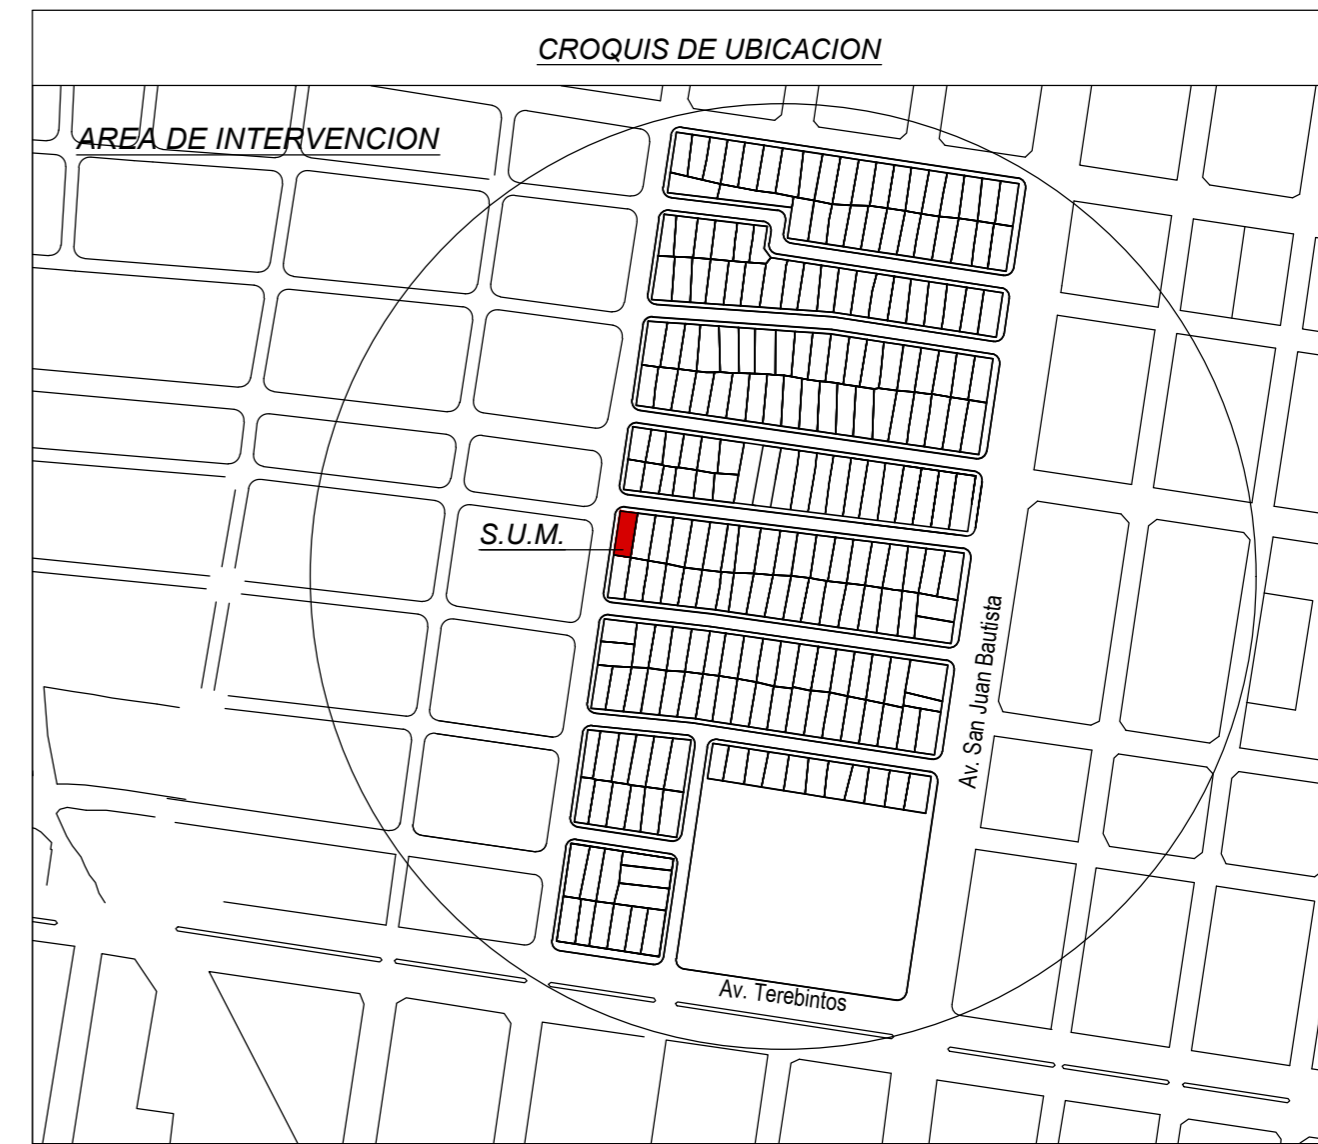 CROQUIS DE UBICACION
AREA DE INTERVENCION
S.U.M.
Av. San Juan Bautista
Av. Terebintos